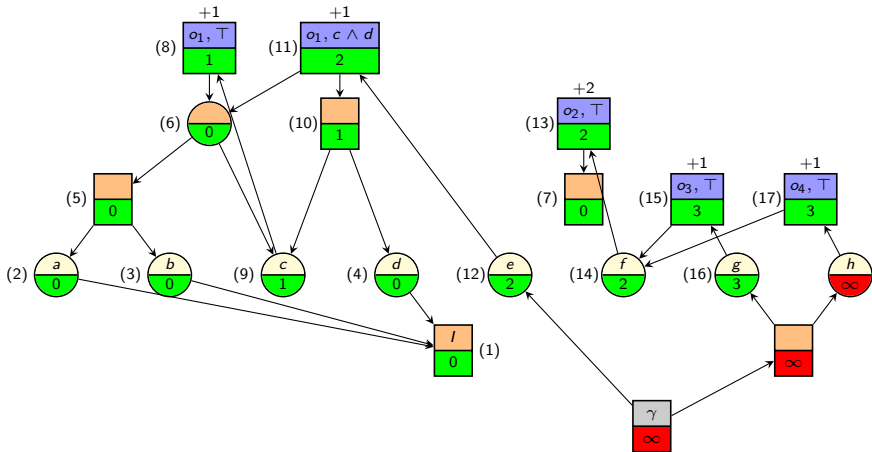 +1 +1
(8) o₁, ⊤ (11) o₁, c ∧ d
1 2
+2
(6) 0 (10) 1 (13) o₂, ⊤
2
+1 +1
(5) 0 (7) 0 (15) o₃, ⊤ (17) o₄, ⊤
3 3
(2) a (3) b (9) c (4) d (12) e (14) f (16) g h
0 0 1 0 2 2 3 ∞
I (1)
0 ∞
γ
∞